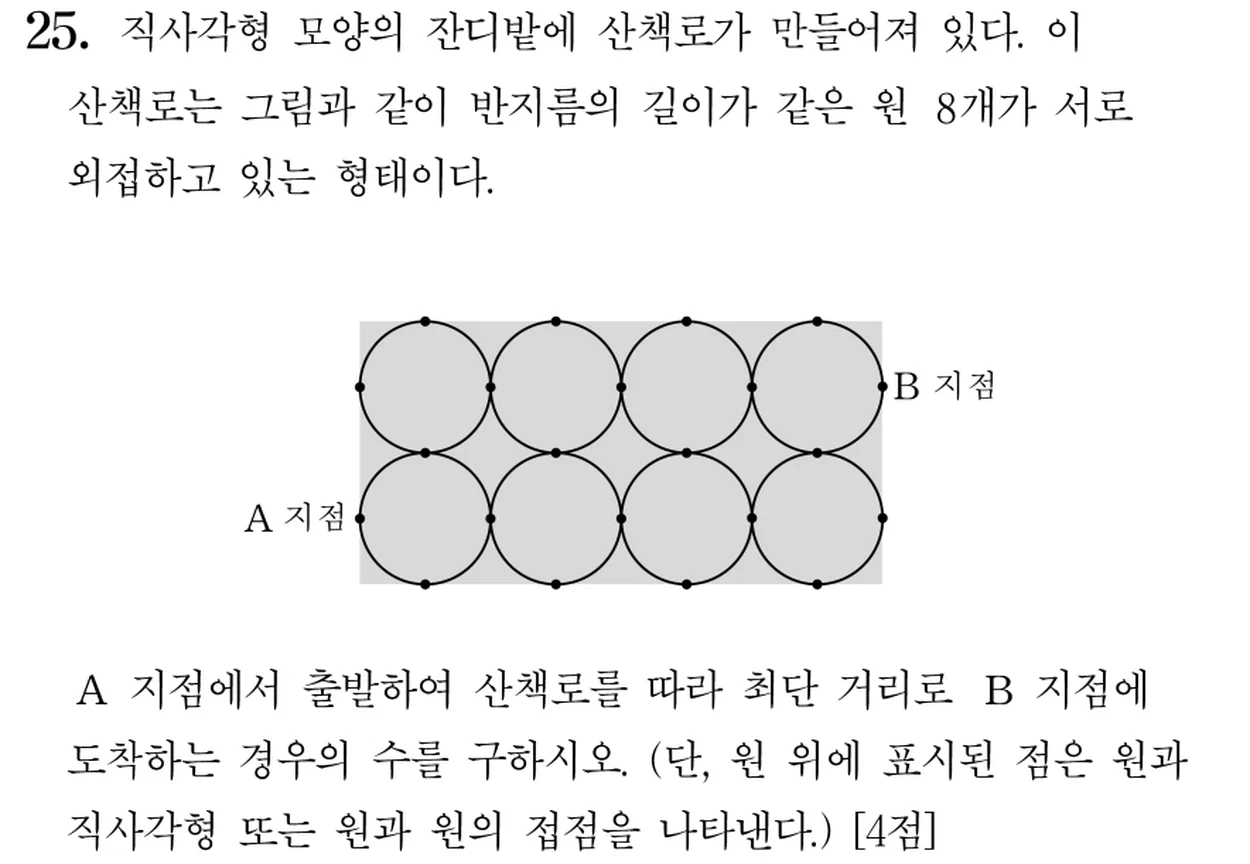 25. 직사각형 모양의 잔디밭에 산책로가 만들어져 있다. 이
산책로는 그림과 같이 반지름의 길이가 같은 원 8개가 서로
외접하고 있는 형태이다.
B 지점
A 지점
A 지점에서 출발하여 산책로를 따라 최단 거리로 B 지점에
도착하는 경우의 수를 구하시오. (단, 원 위에 표시된 점은 원과
직사각형 또는 원과 원의 접점을 나타낸다.) [4점]